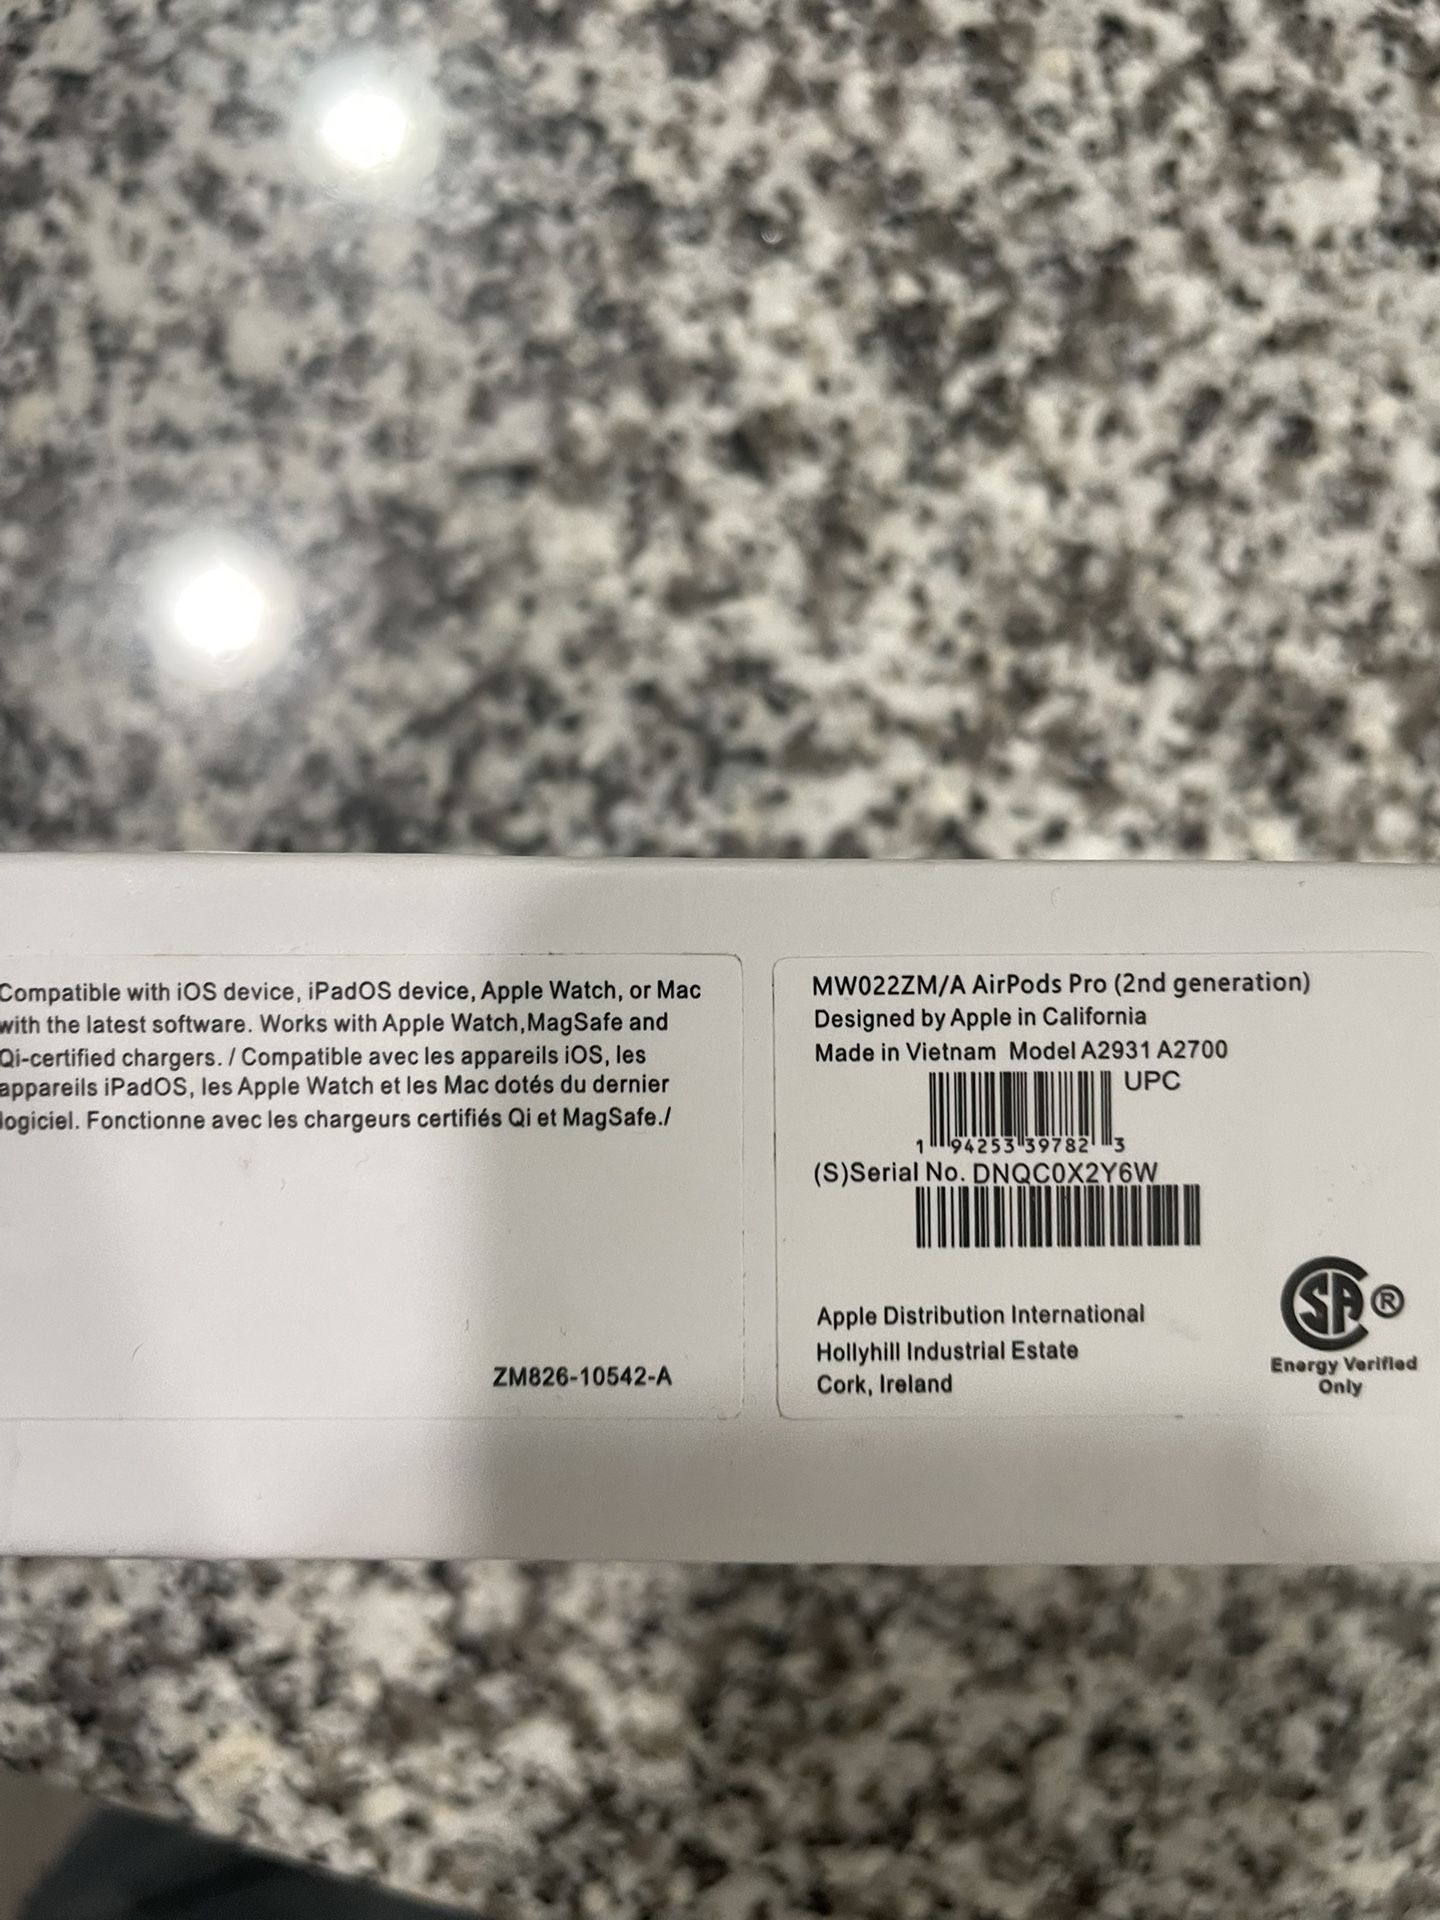 Compatible with iOS device, iPadOS device, Apple Watch, or Mac
with the latest software. Works with Apple Watch,MagSafe and
Qi-certified chargers. / Compatible avec les appareils iOS, les
appareils iPadOS, les Apple Watch et les Mac dotés du dernier
logiciel. Fonctionne avec les chargeurs certifiés Qi et MagSafe./
ZM826-10542-A
MW022ZM/A AirPods Pro (2nd generation)
Designed by Apple in California
Made in Vietnam Model A2931 A2700
UPC
1 94253 39782 3
(S)Serial No. DNQC0X2Y6W
Apple Distribution International
Hollyhill Industrial Estate
Cork, Ireland
SA ®
Energy Verified
Only